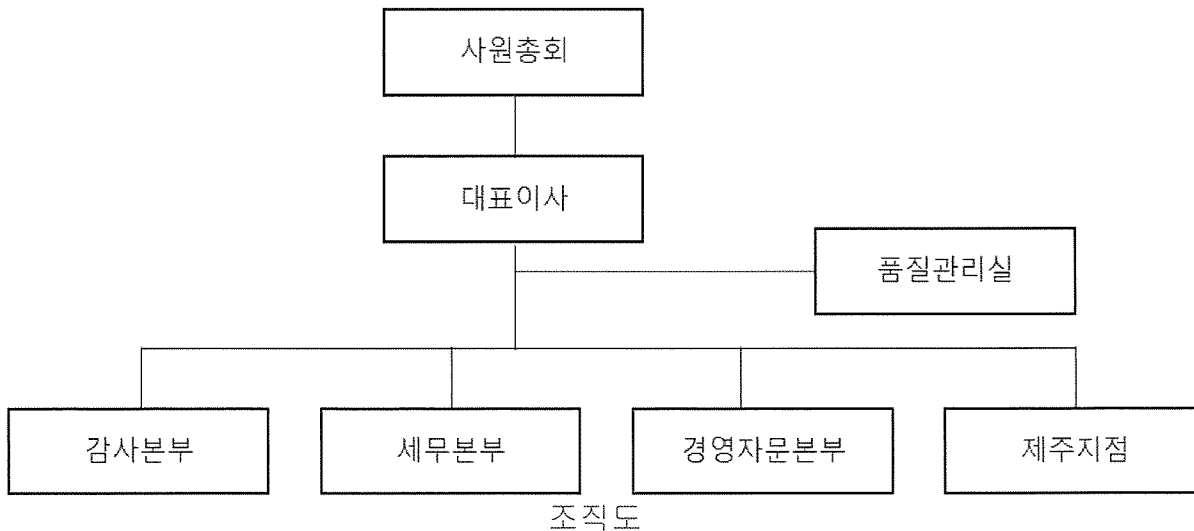 사원총회
대표이사
품질관리실
감사본부
세무본부
경영자문본부
제주지점
조직도